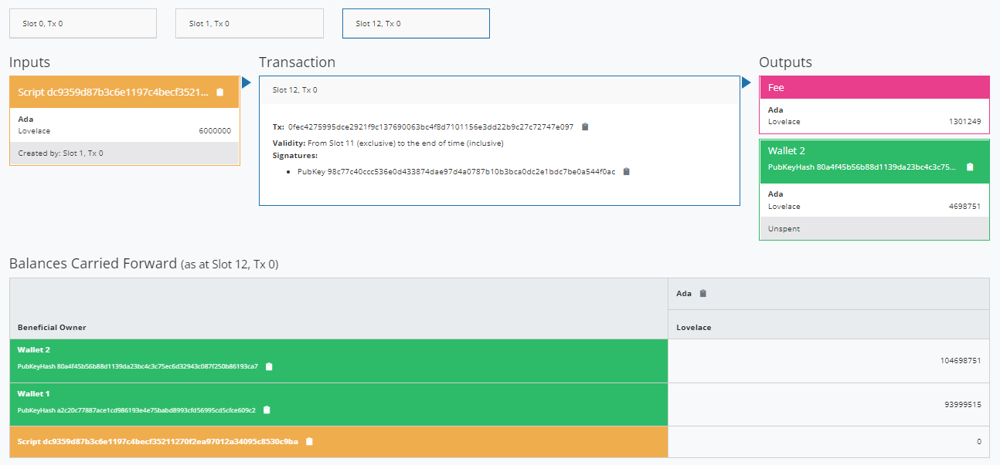 Slot 0, Tx 0
Slot 1, Tx 0
Slot 12, Tx 0
Inputs
Script dc9359d87b3c6e1197c4becf3521...
Ada
Lovelace 6000000
Created by: Slot 1, Tx 0
Transaction
Slot 12, Tx 0
Tx: 0fec4275995dce2921f9c137690063bc4f8d7101156e3dd22b9c27c72747e097
Validity: From Slot 11 (exclusive) to the end of time (inclusive)
Signatures:
• PubKey 98c77c40ccc536e0d433874dae97d4a0787b10b3bca0dc2e1bdc7be0a544f0ac
Outputs
Fee
Ada
Lovelace 1301249
Wallet 2
PubKeyHash 80a4f45b56b88d1139da23bc4c3c75...
Ada
Lovelace 4698751
Unspent
Balances Carried Forward (as at Slot 12, Tx 0)
Ada
Beneficial Owner Lovelace
Wallet 2
PubKeyHash 80a4f45b56b88d1139da23bc4c3c75ec6d32943c087f250b86193ca7
104698751
Wallet 1
PubKeyHash a2c20c77887ace1cd986193e4e75babd8993cfd56995cd5cfce609c2
93999515
Script dc9359d87b3c6e1197c4becf35211270f2ea97012a34095c8530c9ba 0